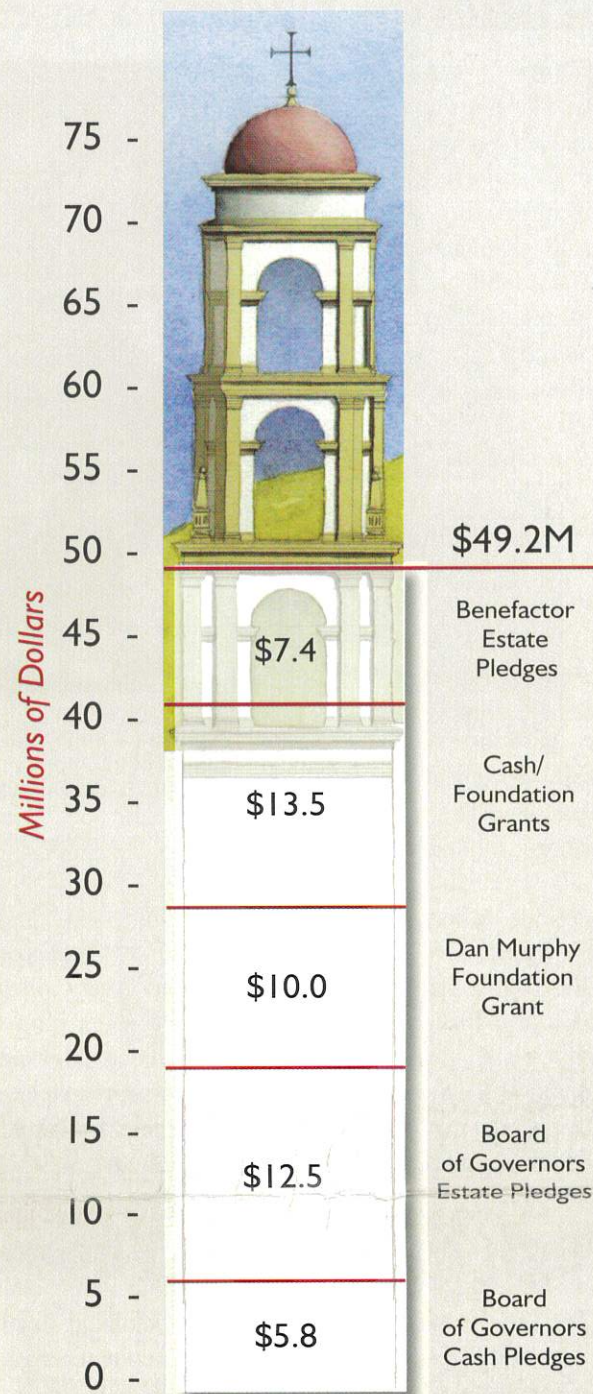 75 -
70 -
65 -
60 -
55 -
50 -
$49.2M
Benefactor
Estate
Pledges
45 -
$7.4
40 -
Millions of Dollars
Cash/
Foundation
Grants
35 -
$13.5
30 -
Dan Murphy
Foundation
Grant
25 -
$10.0
20 -
15 -
Board
of Governors
Estate Pledges
$12.5
10 -
5 -
Board
of Governors
Cash Pledges
$5.8
0 -